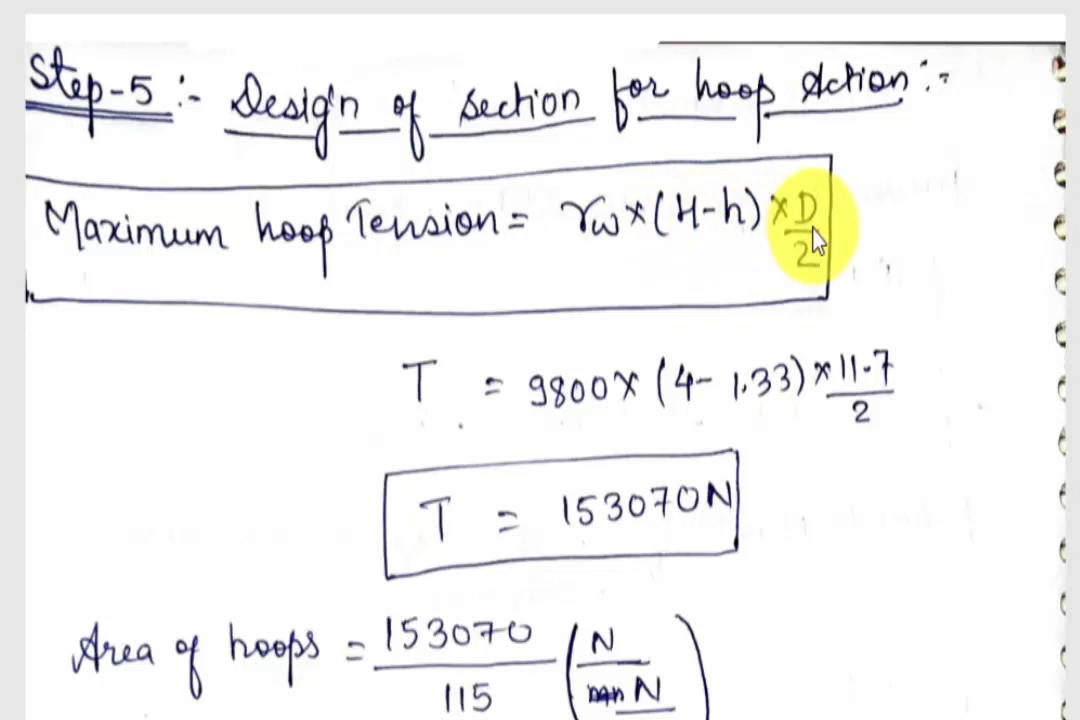 Step-5 :- Design of section for hoop Action :-
Maximum hoop Tension = γw × (H-h) × D/2
T = 9800 × (4- 1.33) × 11.7/2
T = 153070N
Area of hoops = 153070/115 (N/N)